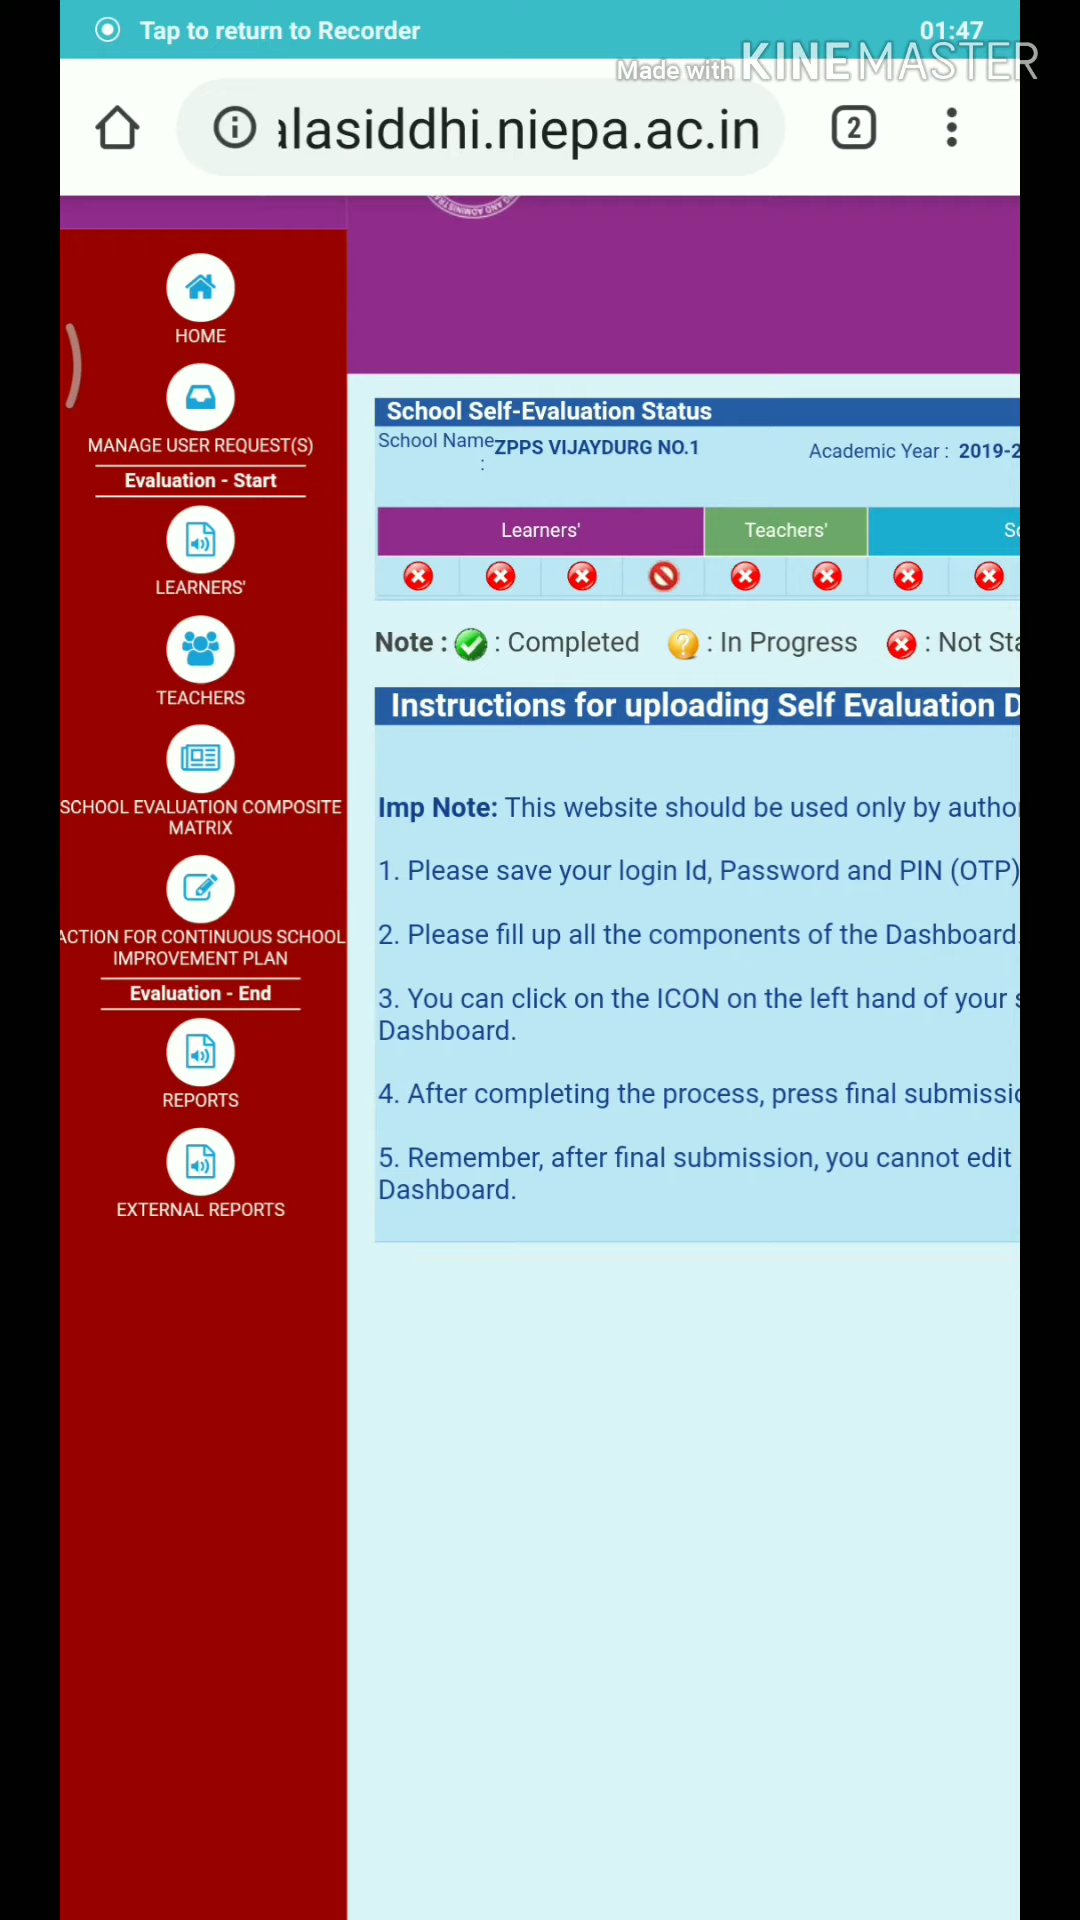 Tap to return to Recorder
01:47
Made with KINEMASTER
alasiddhi.niepa.ac.in
2
HOME
MANAGE USER REQUEST(S)
Evaluation - Start
LEARNERS'
TEACHERS
SCHOOL EVALUATION COMPOSITE
MATRIX
ACTION FOR CONTINUOUS SCHOOL
IMPROVEMENT PLAN
Evaluation - End
REPORTS
EXTERNAL REPORTS
School Self-Evaluation Status
School Name : ZPPS VIJAYDURG NO.1 Academic Year : 2019-2
Learners' Teachers' Sc
Note : : Completed : In Progress : Not Sta
Instructions for uploading Self Evaluation D
Imp Note: This website should be used only by author
1. Please save your login Id, Password and PIN (OTP)
2. Please fill up all the components of the Dashboard.
3. You can click on the ICON on the left hand of your s
Dashboard.
4. After completing the process, press final submissio
5. Remember, after final submission, you cannot edit
Dashboard.